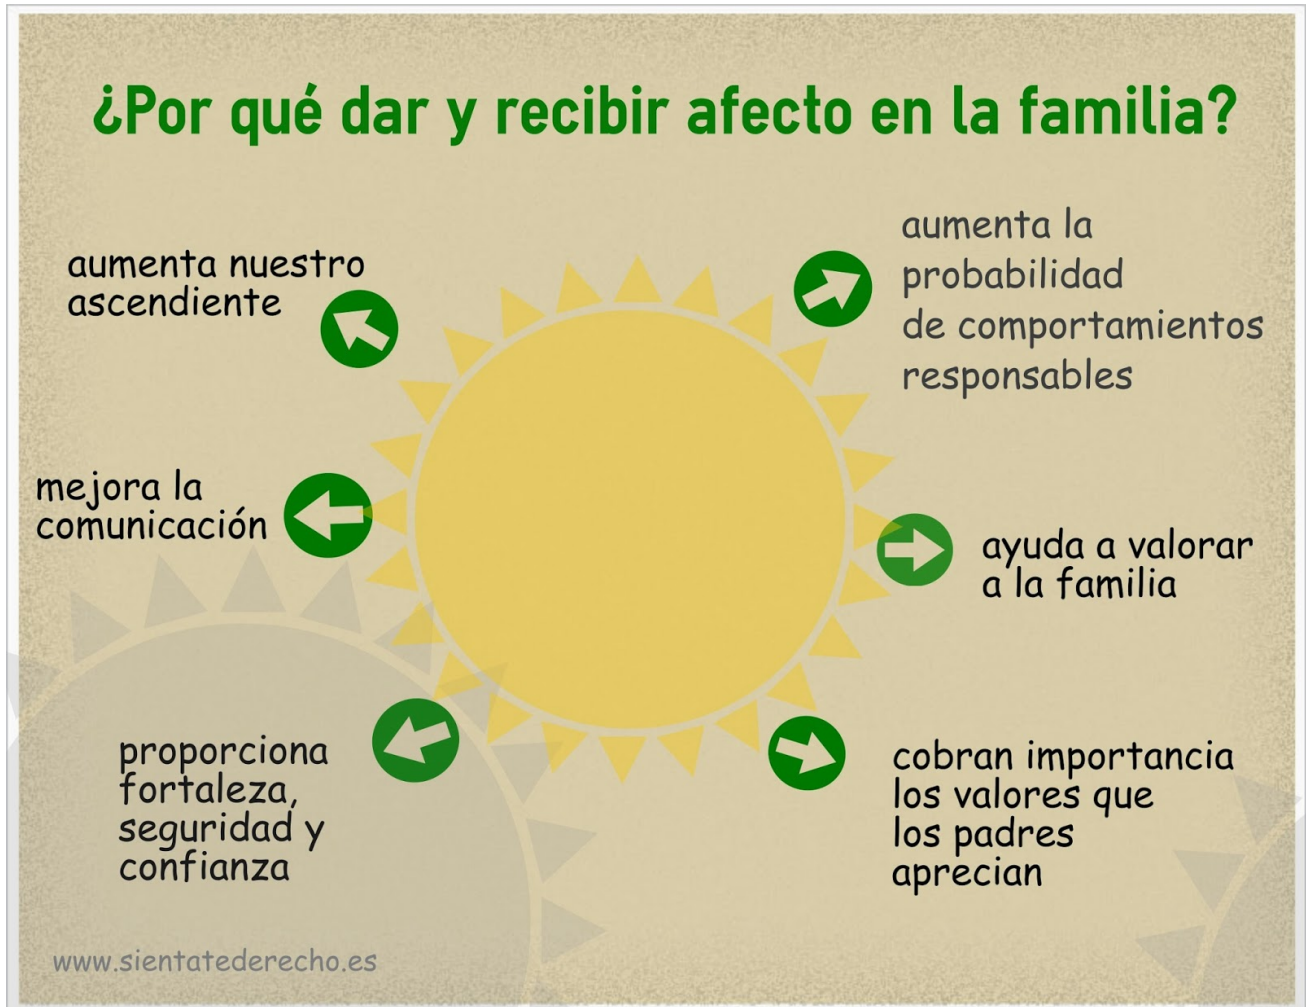 ¿Por qué dar y recibir afecto en la familia?
aumenta nuestro
ascendiente
aumenta la
probabilidad
de comportamientos
responsables
mejora la
comunicación
ayuda a valorar
a la familia
proporciona
fortaleza,
seguridad y
confianza
cobran importancia
los valores que
los padres
aprecian
www.sientatederecho.es